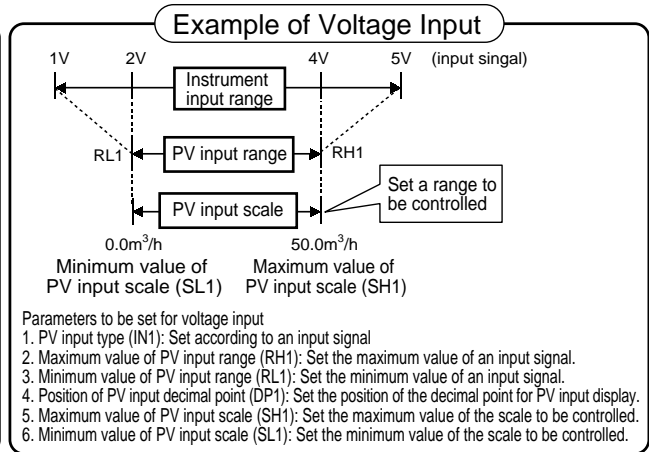 Example of Voltage Input
1V 2V 4V 5V (input singal)
Instrument
input range
RL1 PV input range RH1
Set a range to
be controlled
PV input scale
0.0m³/h 50.0m³/h
Minimum value of Maximum value of
PV input scale (SL1) PV input scale (SH1)
Parameters to be set for voltage input
1. PV input type (IN1): Set according to an input signal
2. Maximum value of PV input range (RH1): Set the maximum value of an input signal.
3. Minimum value of PV input range (RL1): Set the minimum value of an input signal.
4. Position of PV input decimal point (DP1): Set the position of the decimal point for PV input display.
5. Maximum value of PV input scale (SH1): Set the maximum value of the scale to be controlled.
6. Minimum value of PV input scale (SL1): Set the minimum value of the scale to be controlled.